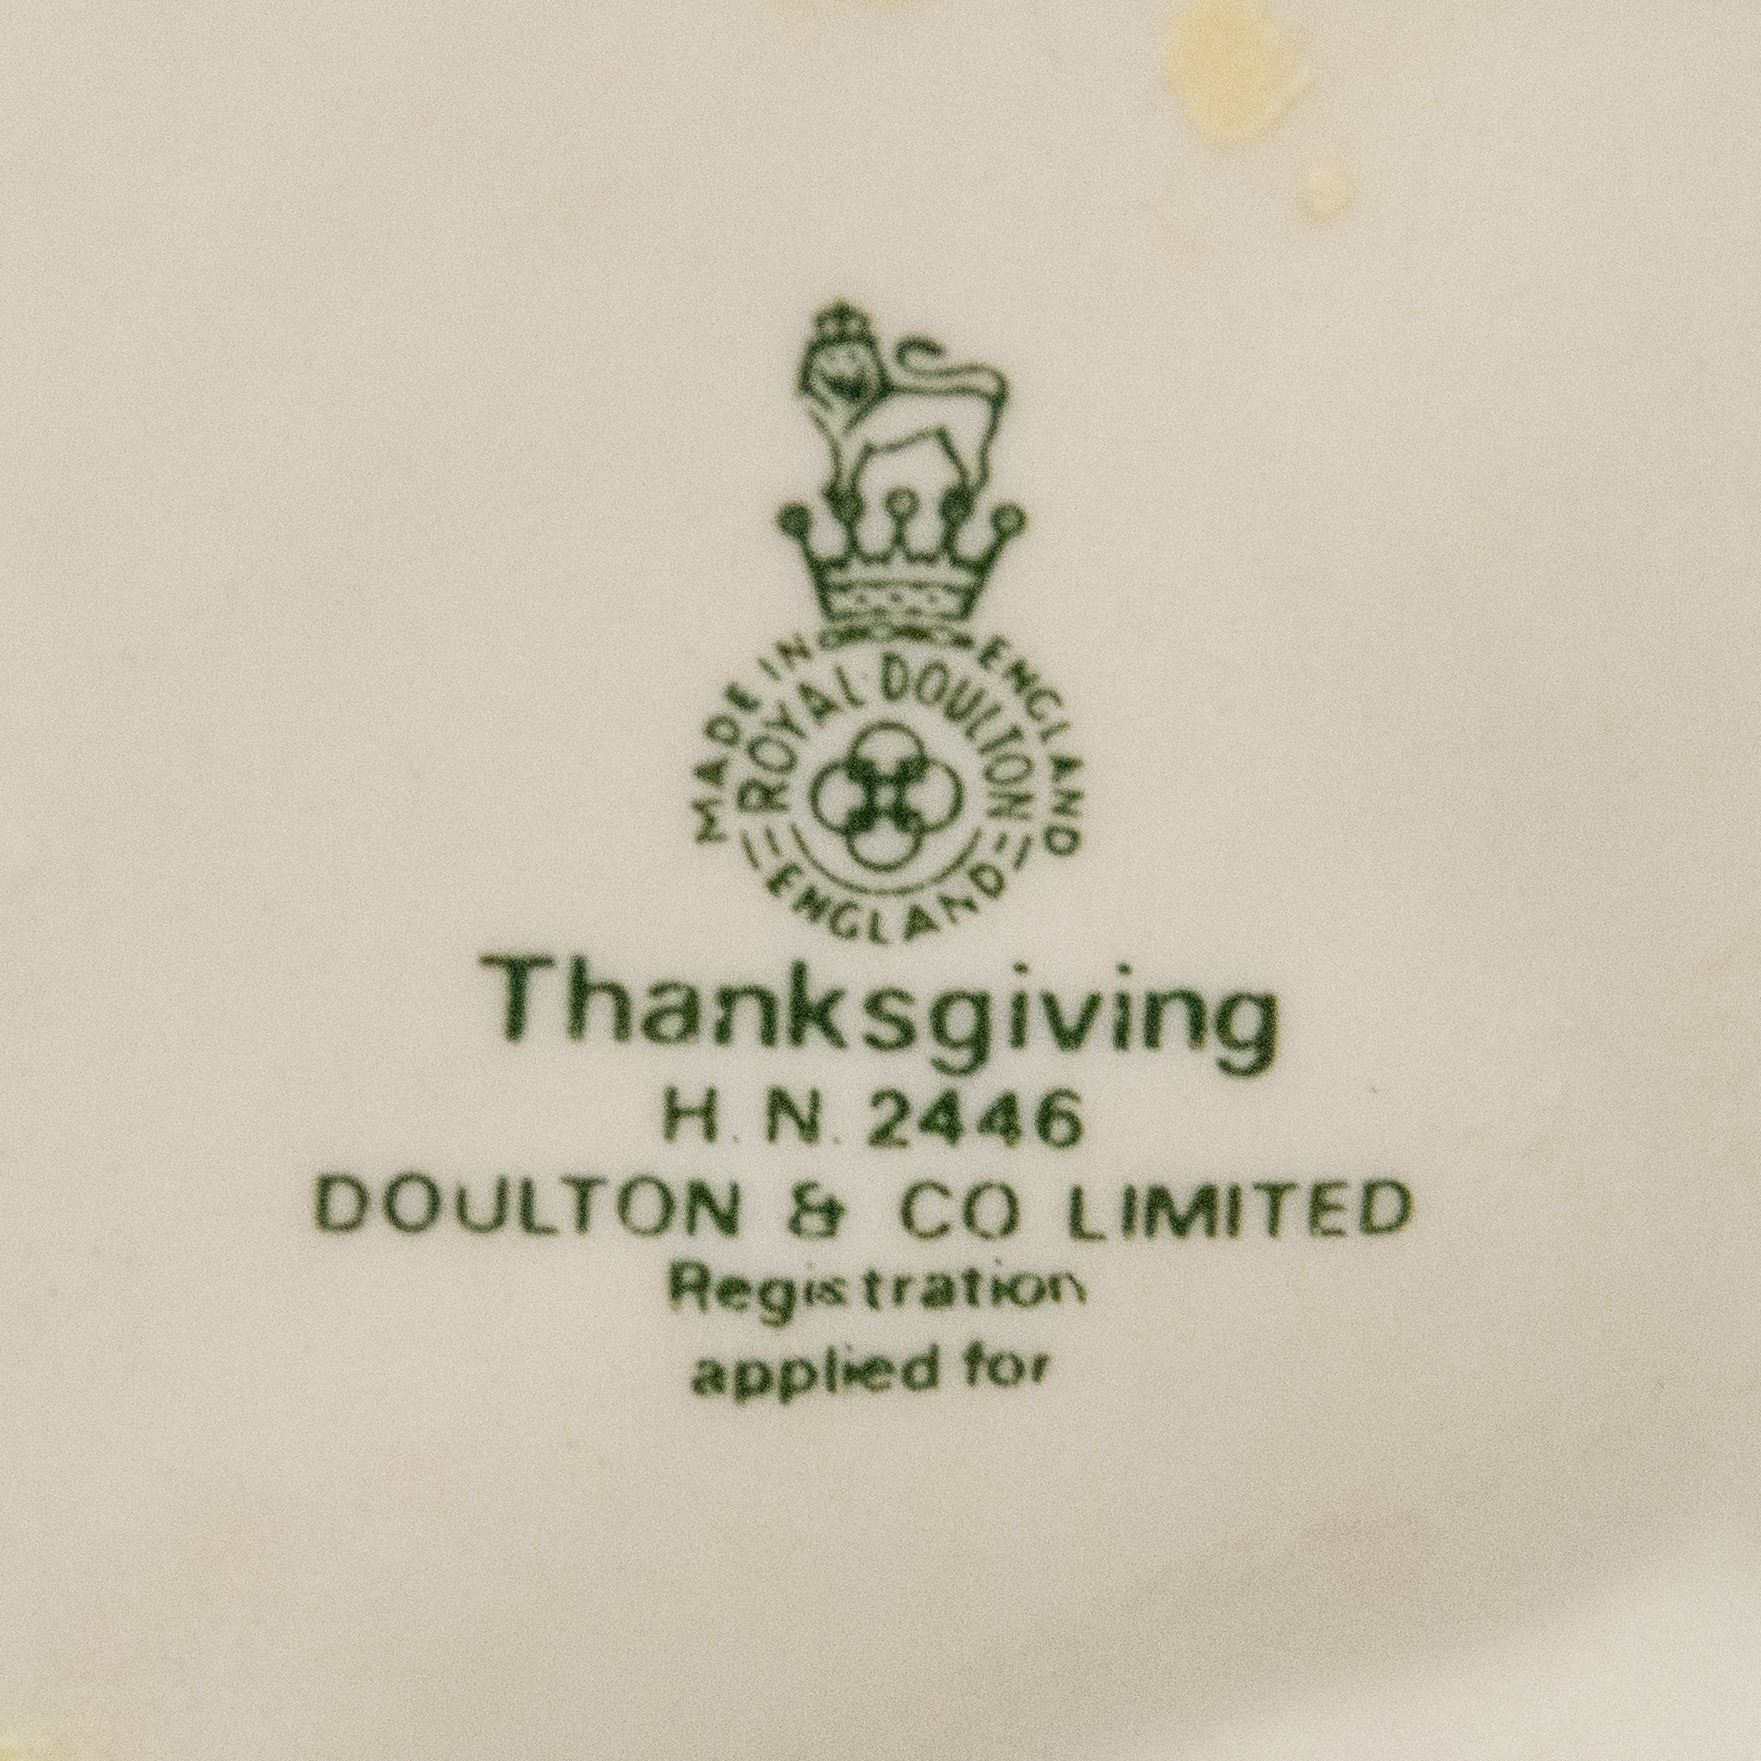 MADE IN ENGLAND
ROYAL DOULTON
ENGLAND
Thanksgiving
H. N. 2446
DOULTON & CO LIMITED
Registration
applied for